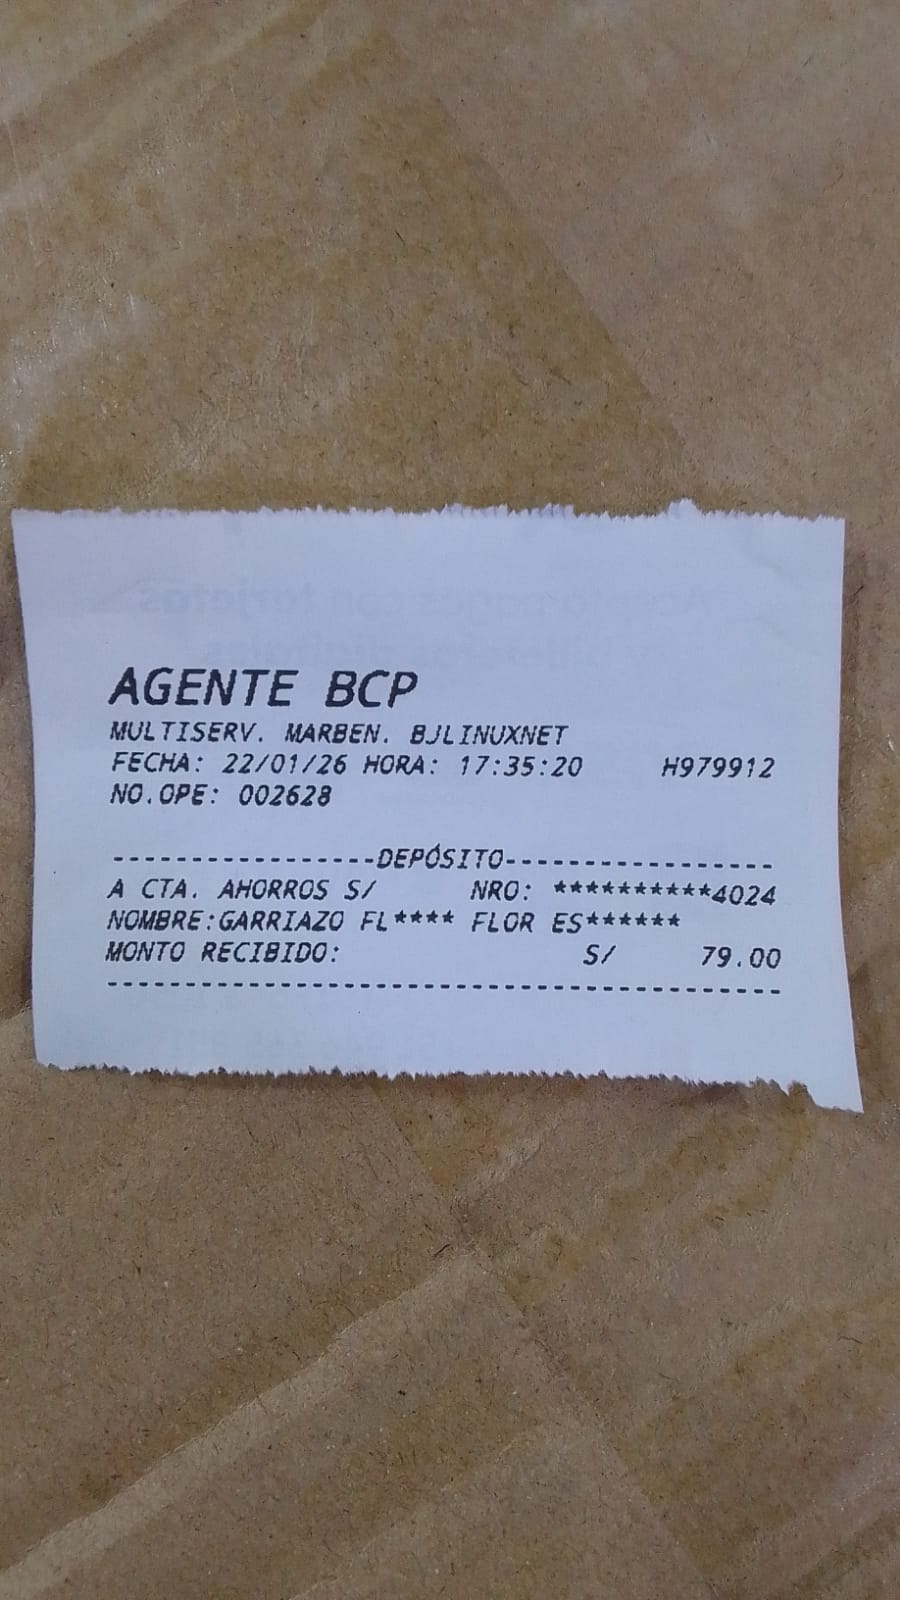 AGENTE BCP
MULTISERV. MARBEN. BJLINUXNET
FECHA: 22/01/26 HORA: 17:35:20 H979912
NO.OPE: 002628
-----------------DEPÓSITO-----------------
A CTA. AHORROS S/ NRO: **********4024
NOMBRE:GARRIAZO FL**** FLOR ES******
MONTO RECIBIDO: S/ 79.00
------------------------------------------